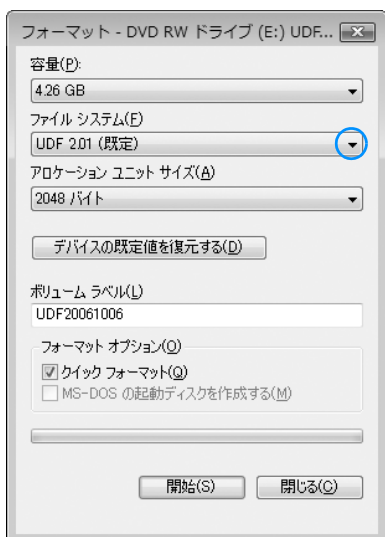 フォーマット - DVD RW ドライブ (E:) UDF...
容量(P):
4.26 GB
ファイル システム(F)
UDF 2.01 (既定)
アロケーション ユニット サイズ(A)
2048 バイト
デバイスの既定値を復元する(D)
ボリューム ラベル(L)
UDF20061006
フォーマット オプション(O)
クイック フォーマット(Q)
MS-DOS の起動ディスクを作成する(M)
開始(S) 閉じる(C)